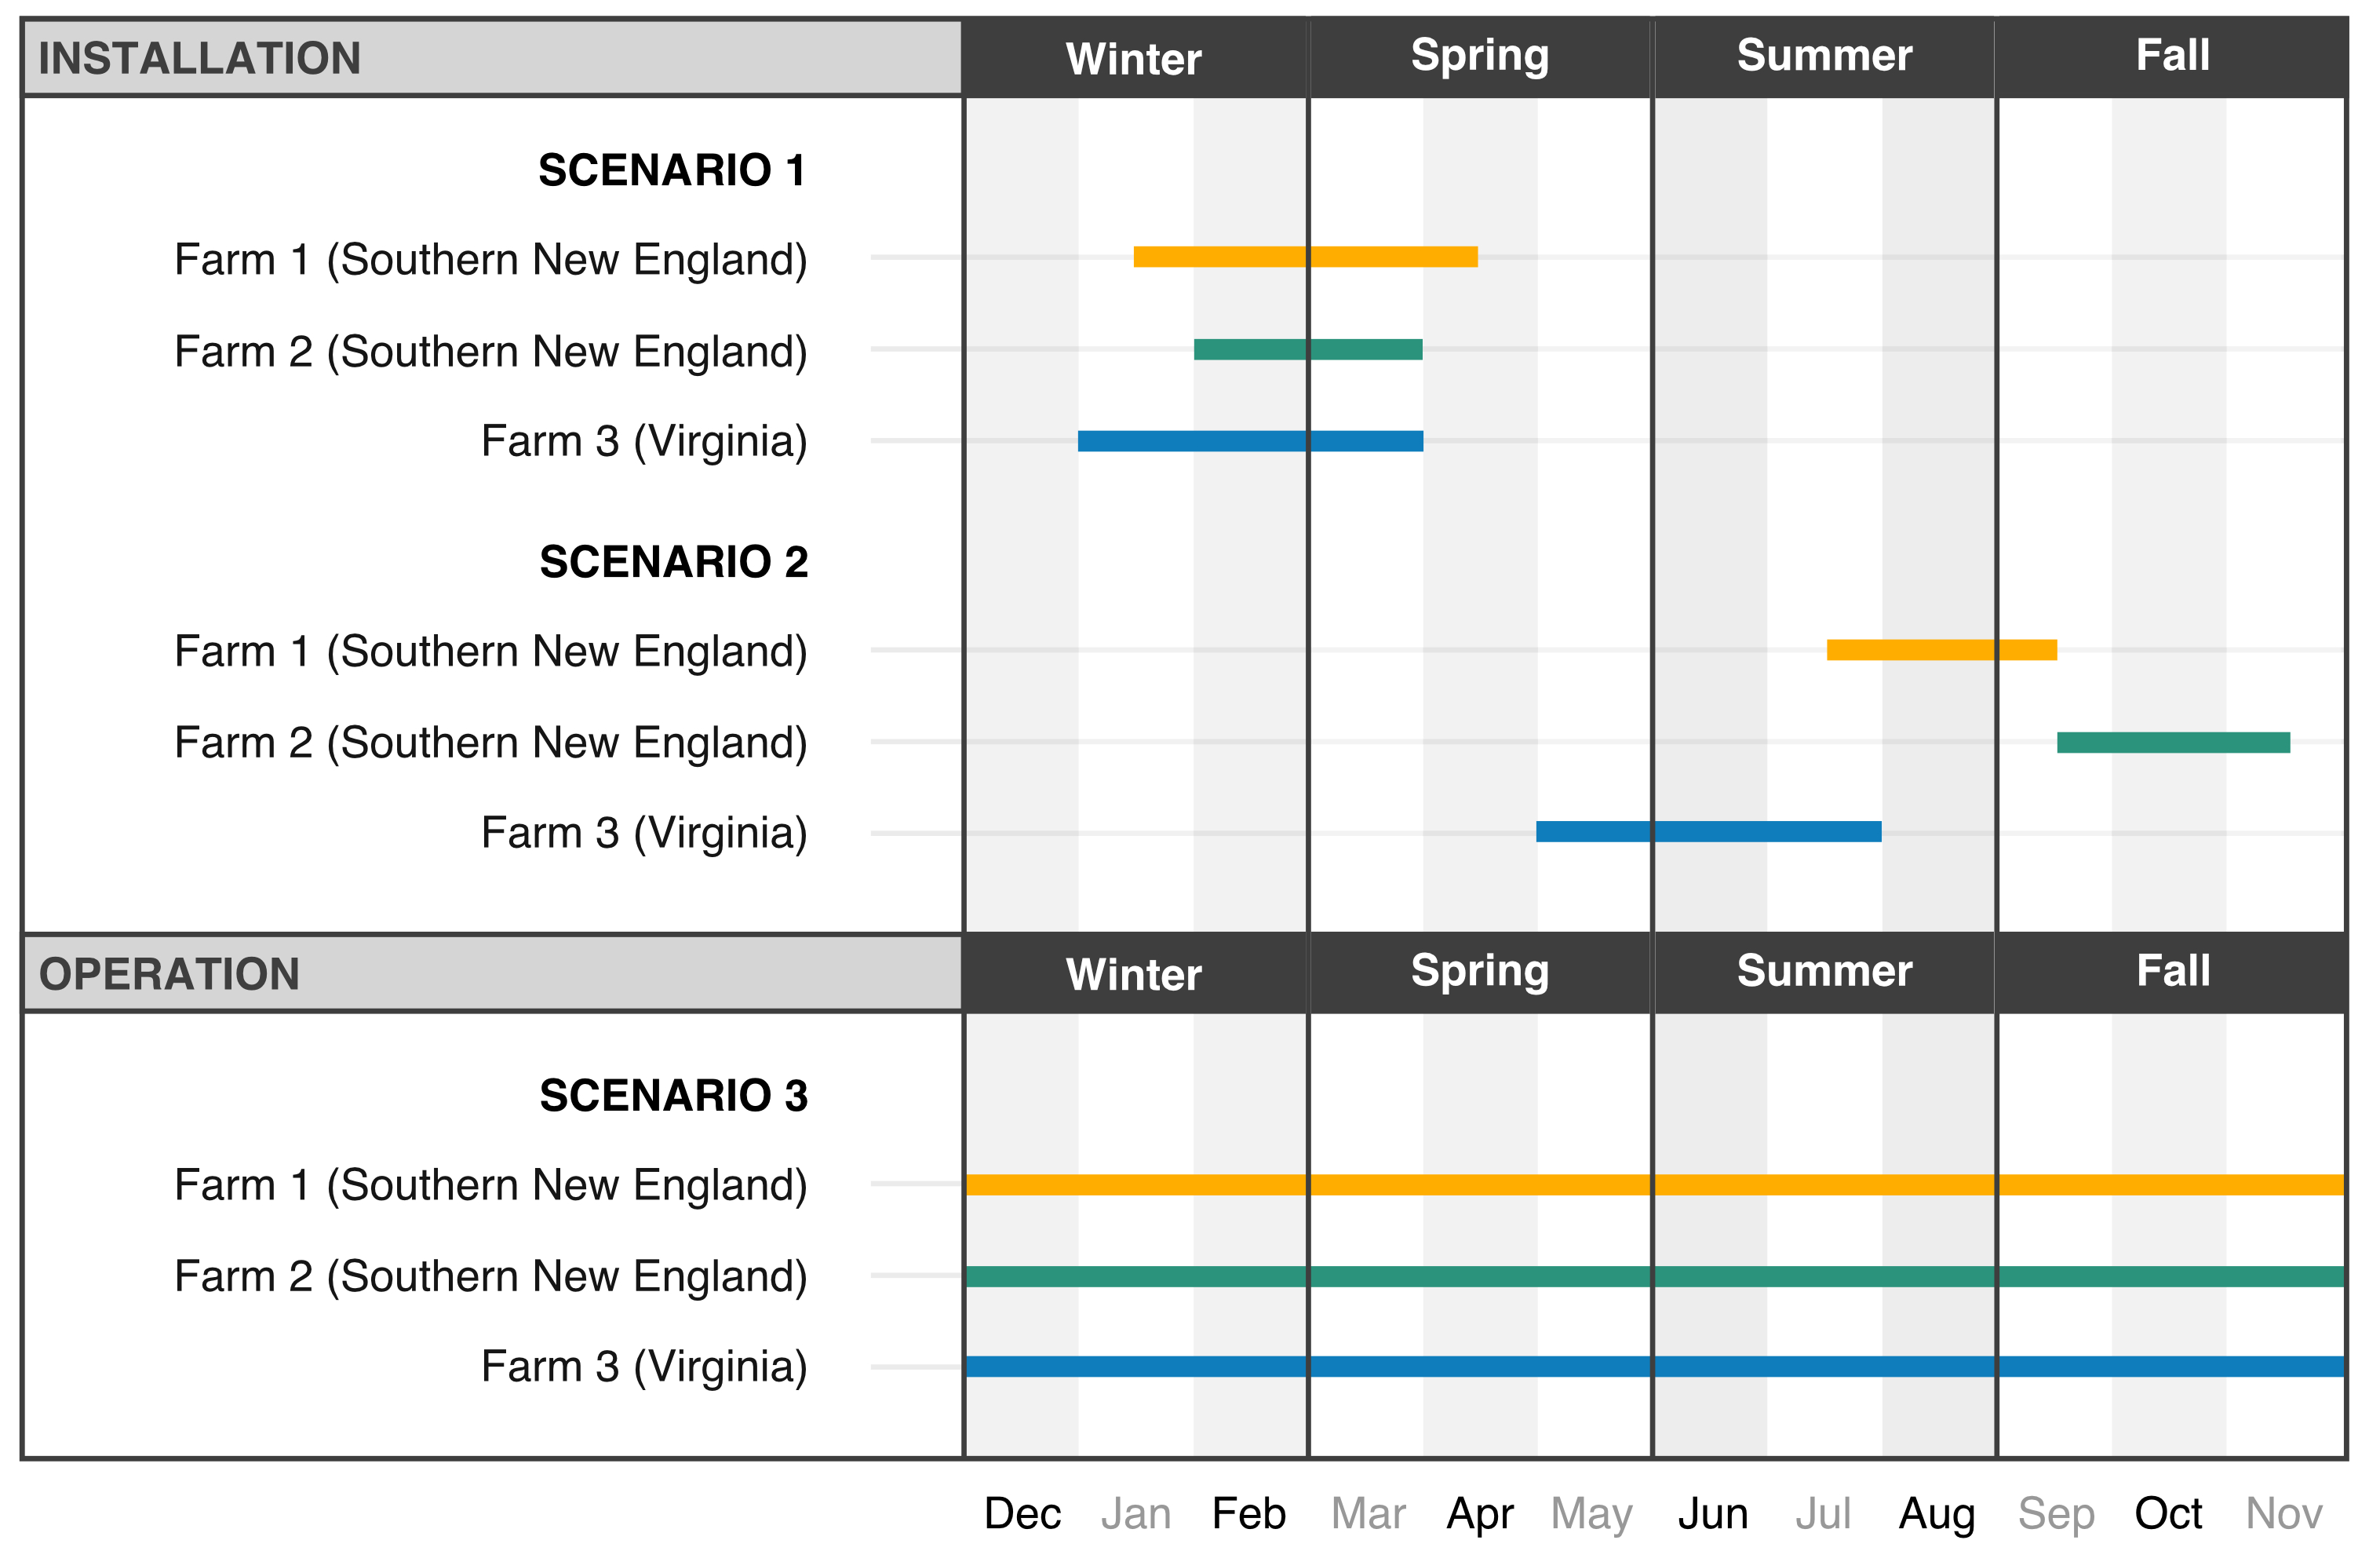 INSTALLATION Winter Spring Summer Fall
SCENARIO 1
Farm 1 (Southern New England)
Farm 2 (Southern New England)
Farm 3 (Virginia)
SCENARIO 2
Farm 1 (Southern New England)
Farm 2 (Southern New England)
Farm 3 (Virginia)
OPERATION Winter Spring Summer Fall
SCENARIO 3
Farm 1 (Southern New England)
Farm 2 (Southern New England)
Farm 3 (Virginia)
Dec Jan Feb Mar Apr May Jun Jul Aug Sep Oct Nov